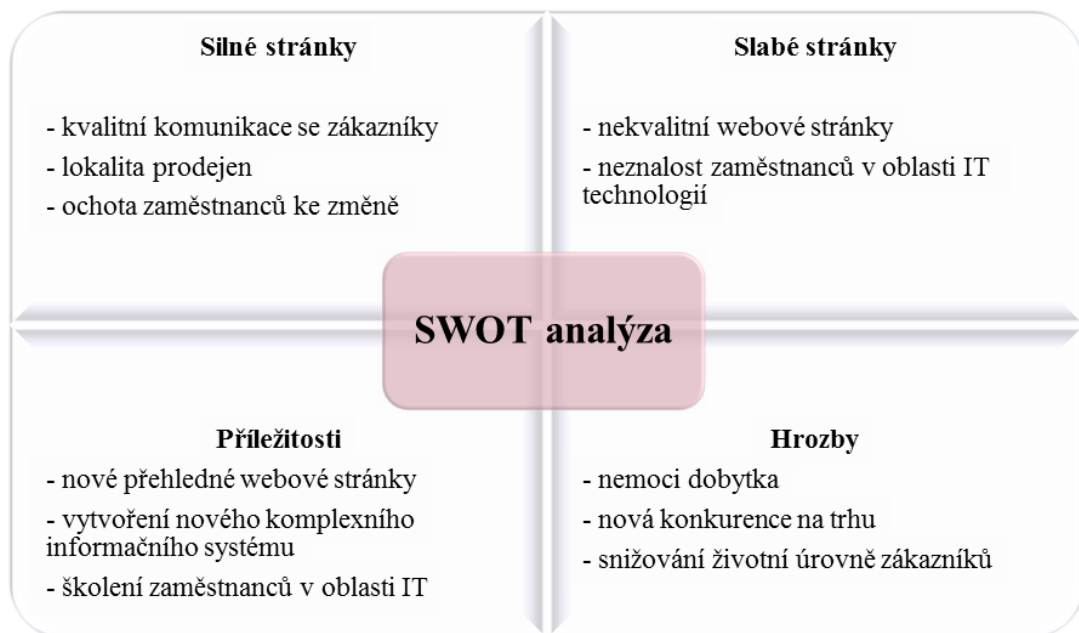 Silné stránky
- kvalitní komunikace se zákazníky
- lokalita prodejen
- ochota zaměstnanců ke změně
Slabé stránky
- nekvalitní webové stránky
- neznalost zaměstnanců v oblasti IT
technologií
SWOT analýza
Příležitosti
- nové přehledné webové stránky
- vytvoření nového komplexního
informačního systému
- školení zaměstnanců v oblasti IT
Hrozby
- nemoci dobytka
- nová konkurence na trhu
- snižování životní úrovně zákazníků